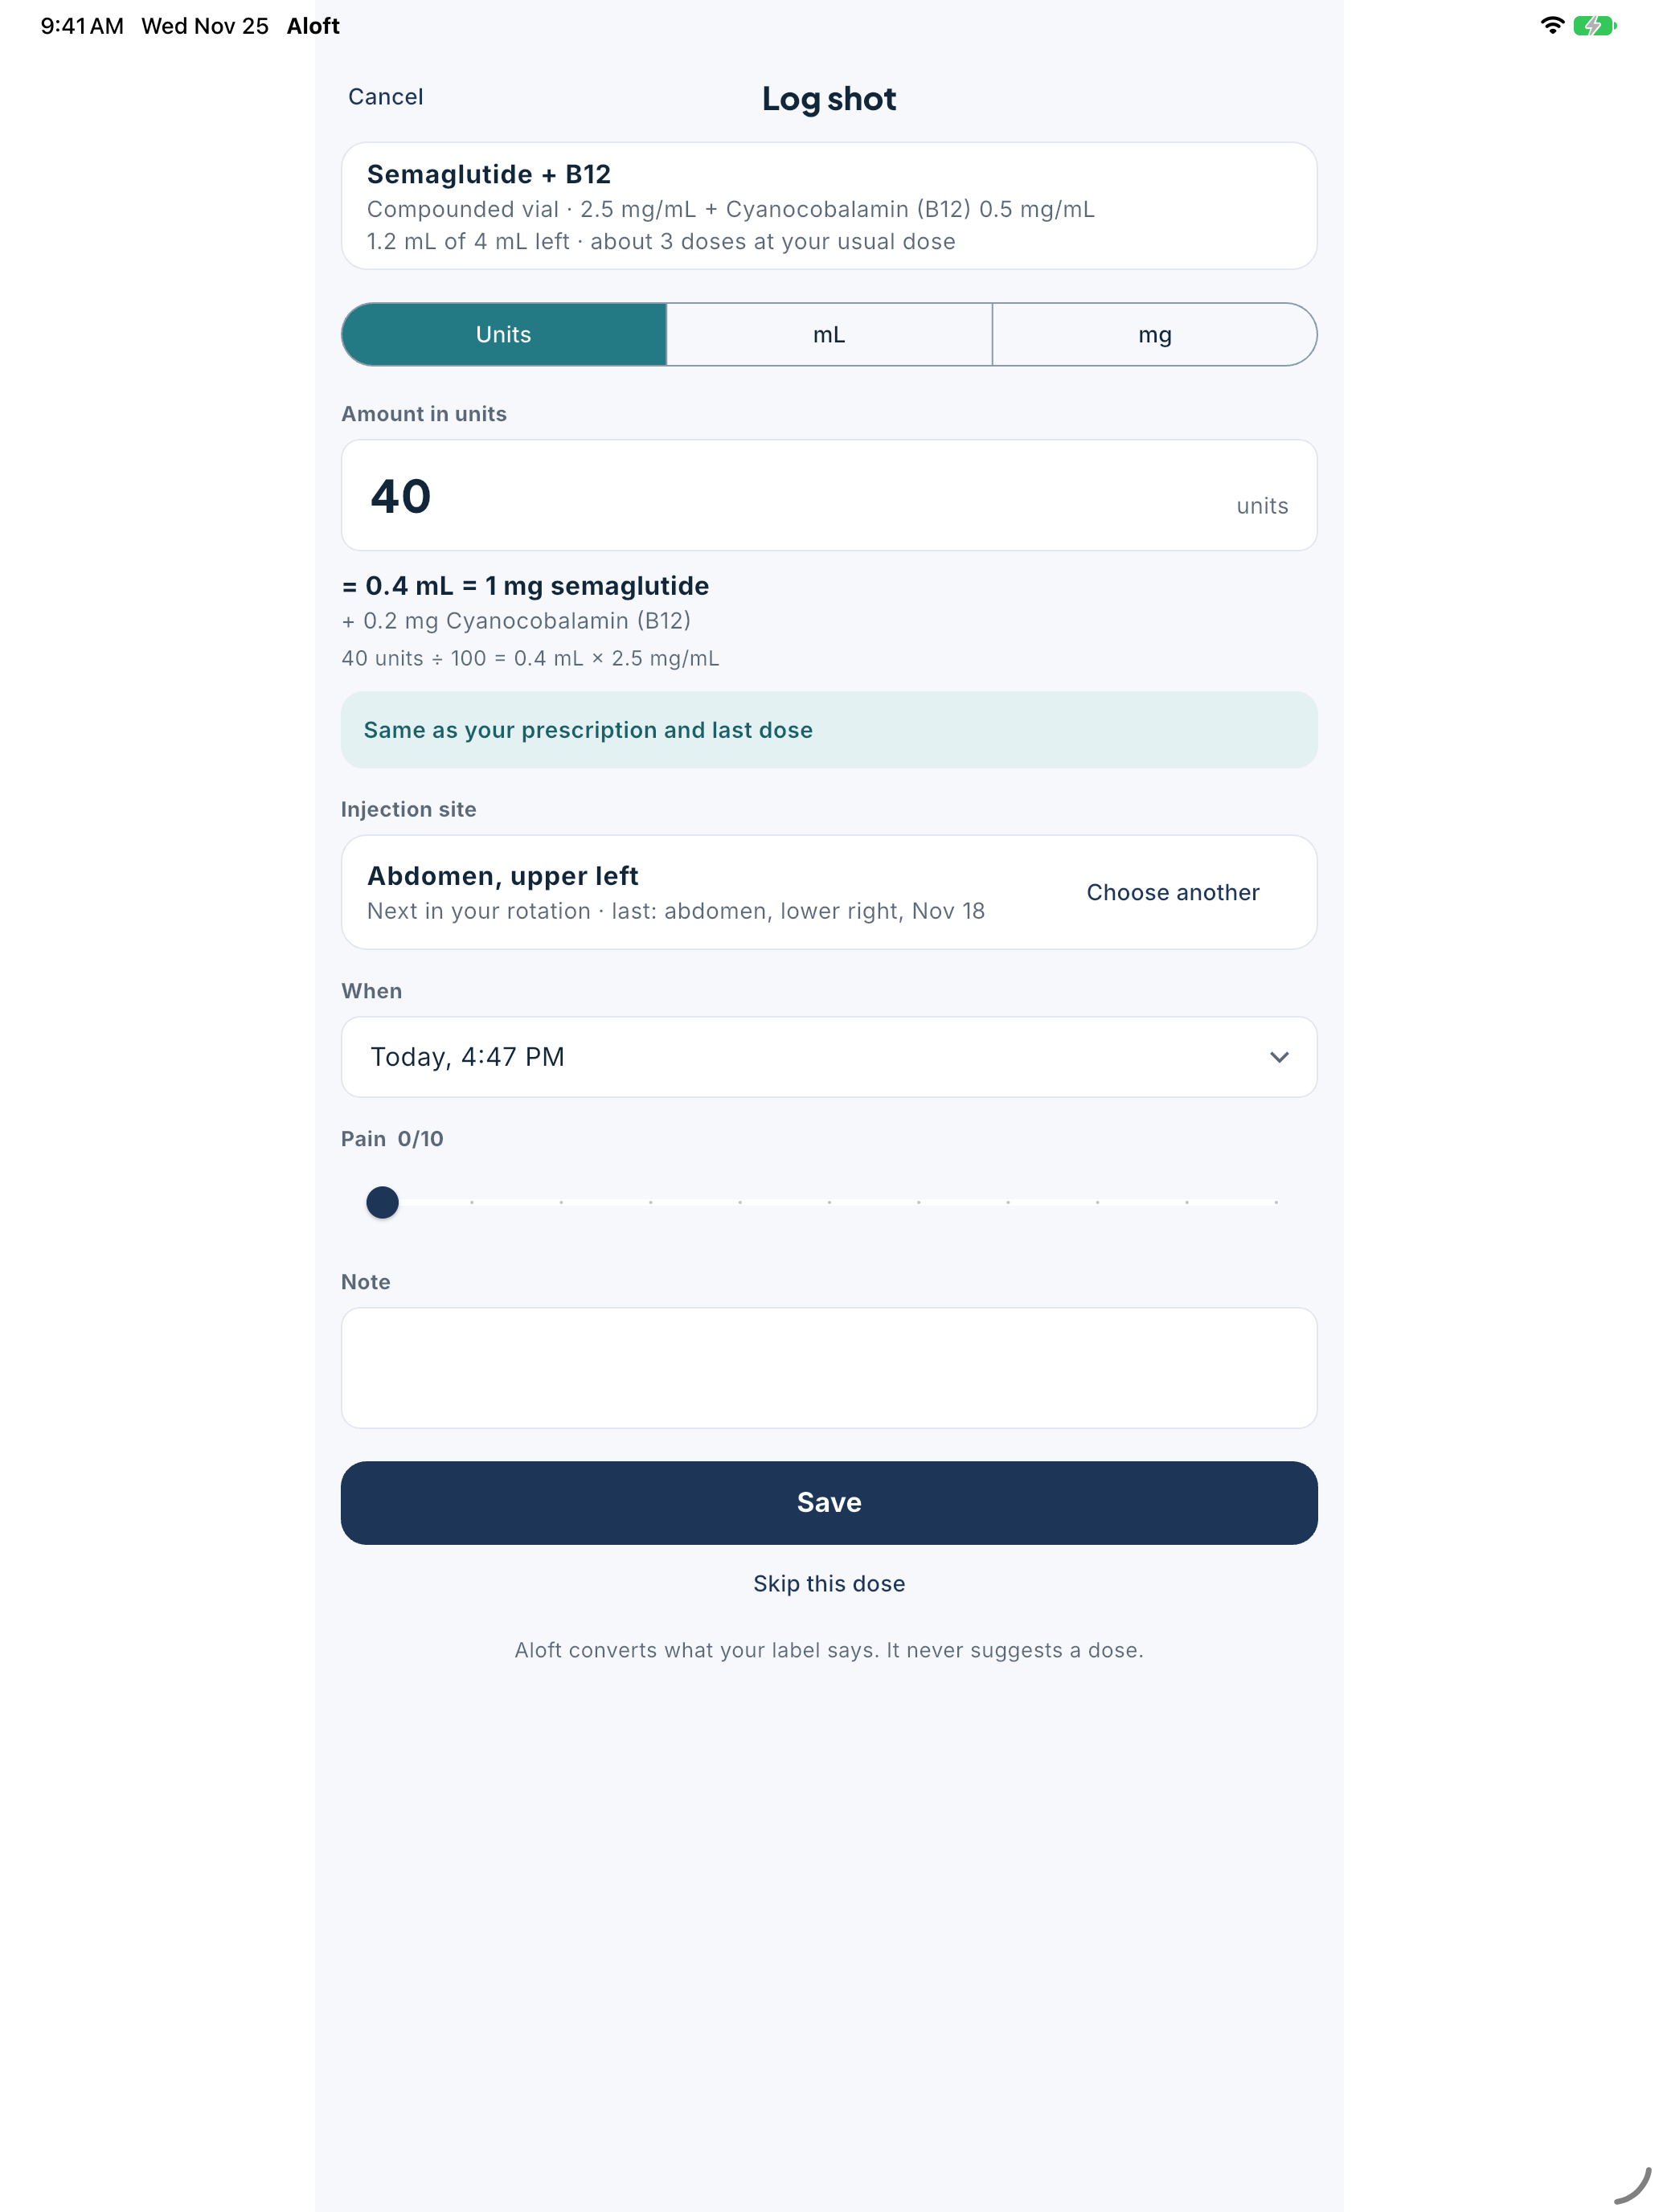 9:41 AM Wed Nov 25 Aloft
Cancel
Log shot
Semaglutide + B12
Compounded vial · 2.5 mg/mL + Cyanocobalamin (B12) 0.5 mg/mL
1.2 mL of 4 mL left · about 3 doses at your usual dose
Units
mL
mg
Amount in units
40
units
= 0.4 mL = 1 mg semaglutide
+ 0.2 mg Cyanocobalamin (B12)
40 units ÷ 100 = 0.4 mL × 2.5 mg/mL
Same as your prescription and last dose
Injection site
Abdomen, upper left
Next in your rotation · last: abdomen, lower right, Nov 18
Choose another
When
Today, 4:47 PM
Pain 0/10
Note
Save
Skip this dose
Aloft converts what your label says. It never suggests a dose.